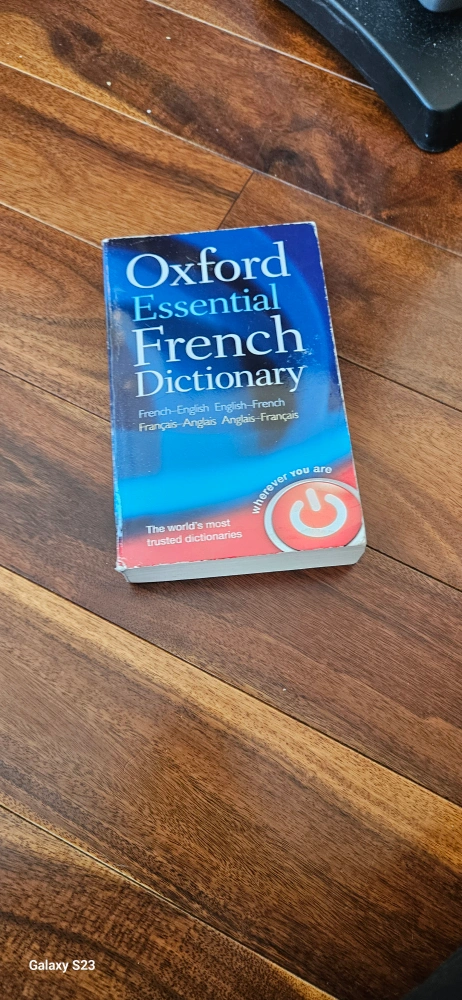 Oxford
Essential
French
Dictionary
French–English English–French
Français–Anglais Anglais–Français
wherever YOU are
The world's most
trusted dictionaries
Galaxy S23